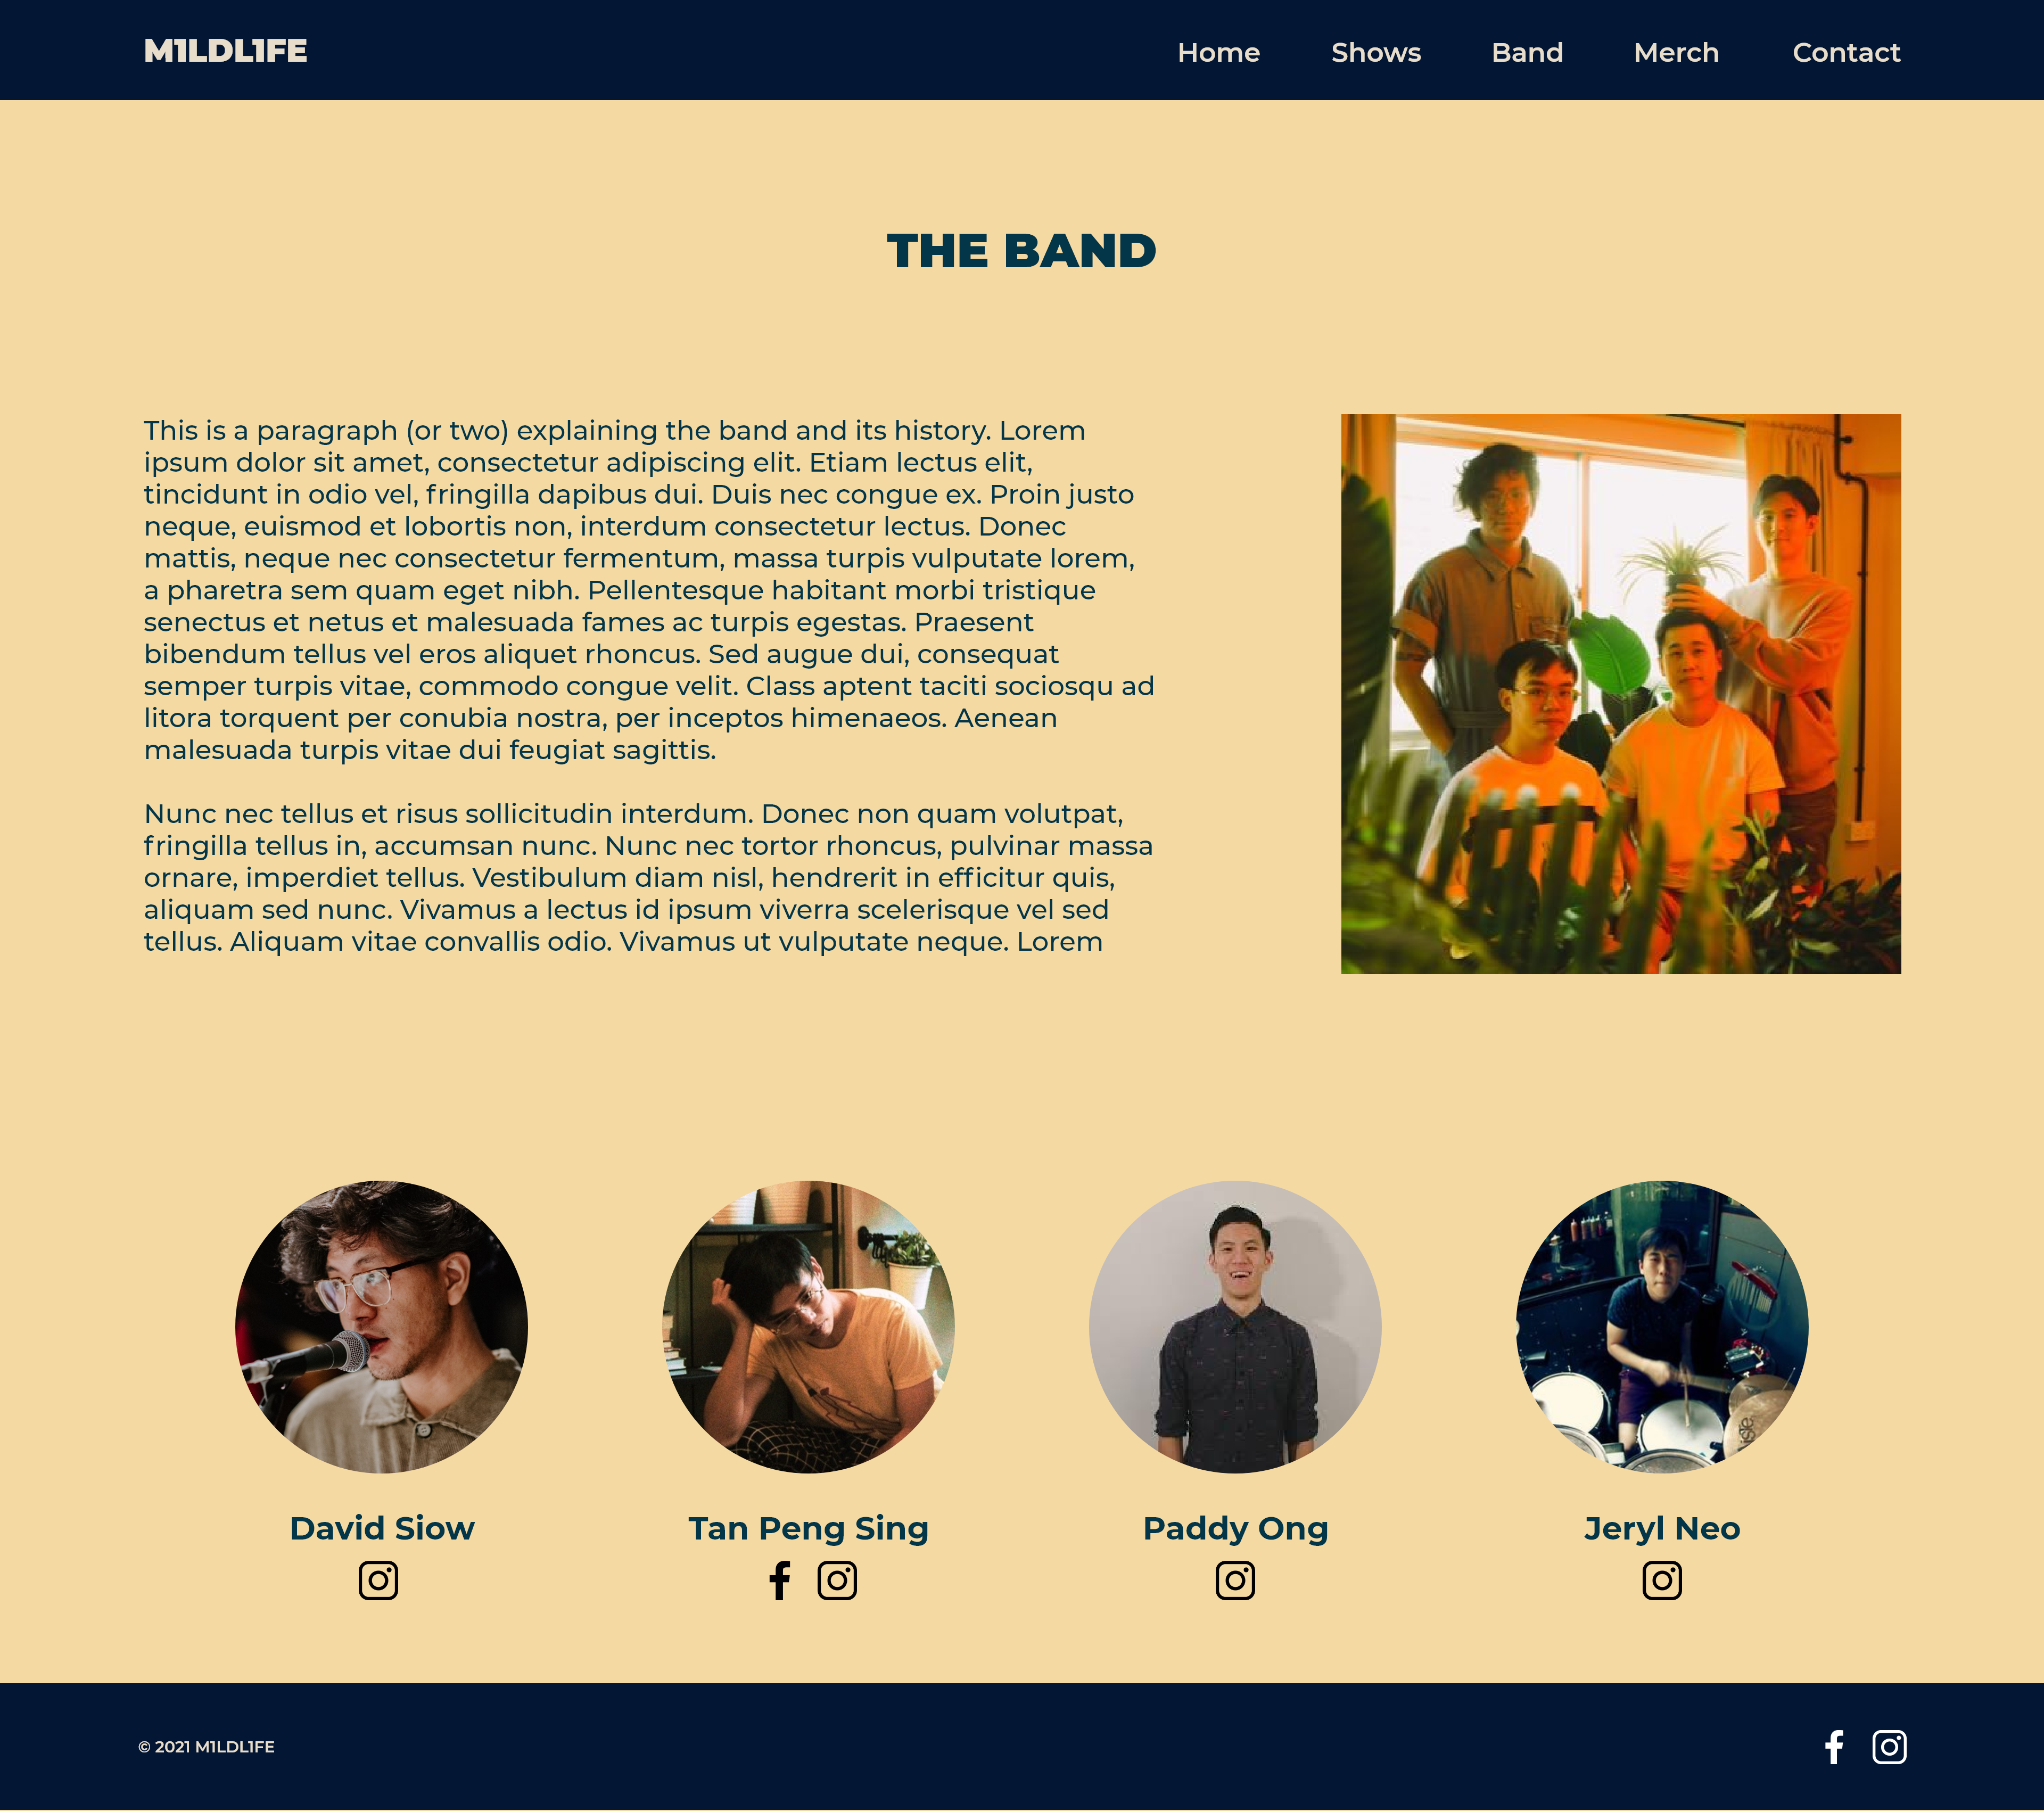 M1LDL1FE
Home Shows Band Merch Contact
THE BAND
This is a paragraph (or two) explaining the band and its history. Lorem
ipsum dolor sit amet, consectetur adipiscing elit. Etiam lectus elit,
tincidunt in odio vel, fringilla dapibus dui. Duis nec congue ex. Proin justo
neque, euismod et lobortis non, interdum consectetur lectus. Donec
mattis, neque nec consectetur fermentum, massa turpis vulputate lorem,
a pharetra sem quam eget nibh. Pellentesque habitant morbi tristique
senectus et netus et malesuada fames ac turpis egestas. Praesent
bibendum tellus vel eros aliquet rhoncus. Sed augue dui, consequat
semper turpis vitae, commodo congue velit. Class aptent taciti sociosqu ad
litora torquent per conubia nostra, per inceptos himenaeos. Aenean
malesuada turpis vitae dui feugiat sagittis.
Nunc nec tellus et risus sollicitudin interdum. Donec non quam volutpat,
fringilla tellus in, accumsan nunc. Nunc nec tortor rhoncus, pulvinar massa
ornare, imperdiet tellus. Vestibulum diam nisl, hendrerit in efficitur quis,
aliquam sed nunc. Vivamus a lectus id ipsum viverra scelerisque vel sed
tellus. Aliquam vitae convallis odio. Vivamus ut vulputate neque. Lorem
David Siow
Tan Peng Sing
Paddy Ong
Jeryl Neo
© 2021 M1LDL1FE